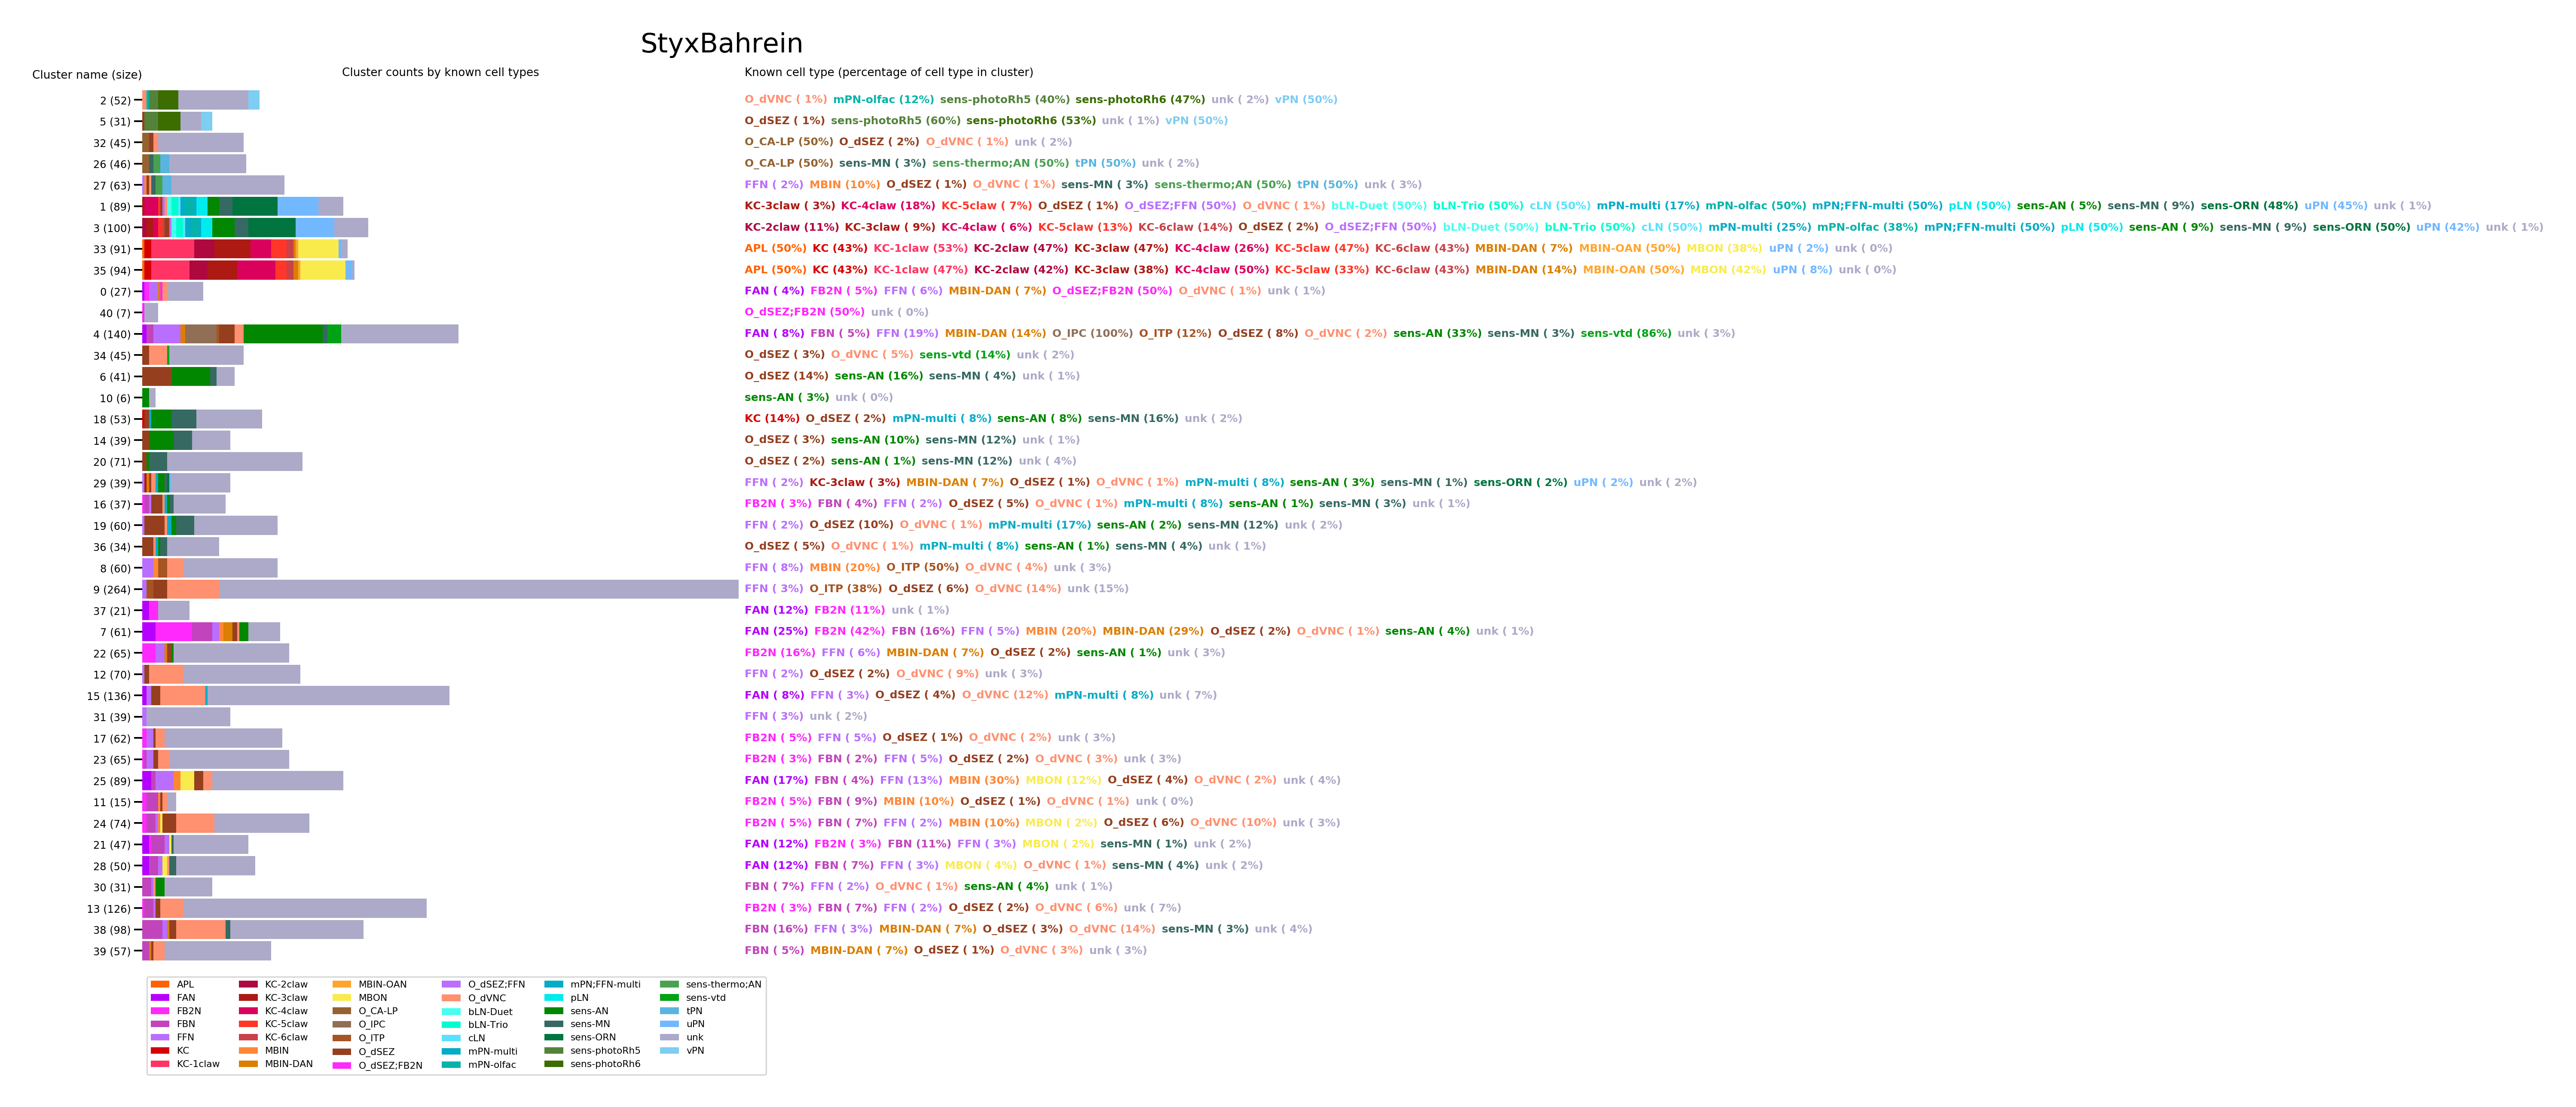 StyxBahrein
Cluster name (size) Cluster counts by known cell types Known cell type (percentage of cell type in cluster)
2 (52) O_dVNC ( 1%) mPN-olfac (12%) sens-photoRh5 (40%) sens-photoRh6 (47%) unk ( 2%) vPN (50%)
5 (31) O_dSEZ ( 1%) sens-photoRh5 (60%) sens-photoRh6 (53%) unk ( 1%) vPN (50%)
32 (45) O_CA-LP (50%) O_dSEZ ( 2%) O_dVNC ( 1%) unk ( 2%)
26 (46) O_CA-LP (50%) sens-MN ( 3%) sens-thermo;AN (50%) tPN (50%) unk ( 2%)
27 (63) FFN ( 2%) MBIN (10%) O_dSEZ ( 1%) O_dVNC ( 1%) sens-MN ( 3%) sens-thermo;AN (50%) tPN (50%) unk ( 3%)
1 (89) KC-3claw ( 3%) KC-4claw (18%) KC-5claw ( 7%) O_dSEZ ( 1%) O_dSEZ;FFN (50%) O_dVNC ( 1%) bLN-Duet (50%) bLN-Trio (50%) cLN (50%) mPN-multi (17%) mPN-olfac (50%) mPN;FFN-multi (50%) pLN (50%) sens-AN ( 5%) sens-MN ( 9%) sens-ORN (48%) uPN (45%) unk ( 1%)
3 (100) KC-2claw (11%) KC-3claw ( 9%) KC-4claw ( 6%) KC-5claw (13%) KC-6claw (14%) O_dSEZ ( 2%) O_dSEZ;FFN (50%) bLN-Duet (50%) bLN-Trio (50%) cLN (50%) mPN-multi (25%) mPN-olfac (38%) mPN;FFN-multi (50%) pLN (50%) sens-AN ( 9%) sens-MN ( 9%) sens-ORN (50%) uPN (42%) unk ( 1%)
33 (91) APL (50%) KC (43%) KC-1claw (53%) KC-2claw (47%) KC-3claw (47%) KC-4claw (26%) KC-5claw (47%) KC-6claw (43%) MBIN-DAN ( 7%) MBIN-OAN (50%) MBON (38%) uPN ( 2%) unk ( 0%)
35 (94) APL (50%) KC (43%) KC-1claw (47%) KC-2claw (42%) KC-3claw (38%) KC-4claw (50%) KC-5claw (33%) KC-6claw (43%) MBIN-DAN (14%) MBIN-OAN (50%) MBON (42%) uPN ( 8%) unk ( 0%)
0 (27) FAN ( 4%) FB2N ( 5%) FFN ( 6%) MBIN-DAN ( 7%) O_dSEZ;FB2N (50%) O_dVNC ( 1%) unk ( 1%)
40 (7) O_dSEZ;FB2N (50%) unk ( 0%)
4 (140) FAN ( 8%) FBN ( 5%) FFN (19%) MBIN-DAN (14%) O_IPC (100%) O_ITP (12%) O_dSEZ ( 8%) O_dVNC ( 2%) sens-AN (33%) sens-MN ( 3%) sens-vtd (86%) unk ( 3%)
34 (45) O_dSEZ ( 3%) O_dVNC ( 5%) sens-vtd (14%) unk ( 2%)
6 (41) O_dSEZ (14%) sens-AN (16%) sens-MN ( 4%) unk ( 1%)
10 (6) sens-AN ( 3%) unk ( 0%)
18 (53) KC (14%) O_dSEZ ( 2%) mPN-multi ( 8%) sens-AN ( 8%) sens-MN (16%) unk ( 2%)
14 (39) O_dSEZ ( 3%) sens-AN (10%) sens-MN (12%) unk ( 1%)
20 (71) O_dSEZ ( 2%) sens-AN ( 1%) sens-MN (12%) unk ( 4%)
29 (39) FFN ( 2%) KC-3claw ( 3%) MBIN-DAN ( 7%) O_dSEZ ( 1%) O_dVNC ( 1%) mPN-multi ( 8%) sens-AN ( 3%) sens-MN ( 1%) sens-ORN ( 2%) uPN ( 2%) unk ( 2%)
16 (37) FB2N ( 3%) FBN ( 4%) FFN ( 2%) O_dSEZ ( 5%) O_dVNC ( 1%) mPN-multi ( 8%) sens-AN ( 1%) sens-MN ( 3%) unk ( 1%)
19 (60) FFN ( 2%) O_dSEZ (10%) O_dVNC ( 1%) mPN-multi (17%) sens-AN ( 2%) sens-MN (12%) unk ( 2%)
36 (34) O_dSEZ ( 5%) O_dVNC ( 1%) mPN-multi ( 8%) sens-AN ( 1%) sens-MN ( 4%) unk ( 1%)
8 (60) FFN ( 8%) MBIN (20%) O_ITP (50%) O_dVNC ( 4%) unk ( 3%)
9 (264) FFN ( 3%) O_ITP (38%) O_dSEZ ( 6%) O_dVNC (14%) unk (15%)
37 (21) FAN (12%) FB2N (11%) unk ( 1%)
7 (61) FAN (25%) FB2N (42%) FBN (16%) FFN ( 5%) MBIN (20%) MBIN-DAN (29%) O_dSEZ ( 2%) O_dVNC ( 1%) sens-AN ( 4%) unk ( 1%)
22 (65) FB2N (16%) FFN ( 6%) MBIN-DAN ( 7%) O_dSEZ ( 2%) sens-AN ( 1%) unk ( 3%)
12 (70) FFN ( 2%) O_dSEZ ( 2%) O_dVNC ( 9%) unk ( 3%)
15 (136) FAN ( 8%) FFN ( 3%) O_dSEZ ( 4%) O_dVNC (12%) mPN-multi ( 8%) unk ( 7%)
31 (39) FFN ( 3%) unk ( 2%)
17 (62) FB2N ( 5%) FFN ( 5%) O_dSEZ ( 1%) O_dVNC ( 2%) unk ( 3%)
23 (65) FB2N ( 3%) FBN ( 2%) FFN ( 5%) O_dSEZ ( 2%) O_dVNC ( 3%) unk ( 3%)
25 (89) FAN (17%) FBN ( 4%) FFN (13%) MBIN (30%) MBON (12%) O_dSEZ ( 4%) O_dVNC ( 2%) unk ( 4%)
11 (15) FB2N ( 5%) FBN ( 9%) MBIN (10%) O_dSEZ ( 1%) O_dVNC ( 1%) unk ( 0%)
24 (74) FB2N ( 5%) FBN ( 7%) FFN ( 2%) MBIN (10%) MBON ( 2%) O_dSEZ ( 6%) O_dVNC (10%) unk ( 3%)
21 (47) FAN (12%) FB2N ( 3%) FBN (11%) FFN ( 3%) MBON ( 2%) sens-MN ( 1%) unk ( 2%)
28 (50) FAN (12%) FBN ( 7%) FFN ( 3%) MBON ( 4%) O_dVNC ( 1%) sens-MN ( 4%) unk ( 2%)
30 (31) FBN ( 7%) FFN ( 2%) O_dVNC ( 1%) sens-AN ( 4%) unk ( 1%)
13 (126) FB2N ( 3%) FBN ( 7%) FFN ( 2%) O_dSEZ ( 2%) O_dVNC ( 6%) unk ( 7%)
38 (98) FBN (16%) FFN ( 3%) MBIN-DAN ( 7%) O_dSEZ ( 3%) O_dVNC (14%) sens-MN ( 3%) unk ( 4%)
39 (57) FBN ( 5%) MBIN-DAN ( 7%) O_dSEZ ( 1%) O_dVNC ( 3%) unk ( 3%)
APL KC-2claw MBIN-OAN O_dSEZ;FFN mPN;FFN-multi sens-thermo;AN
FAN KC-3claw MBON O_dVNC pLN sens-vtd
FB2N KC-4claw O_CA-LP bLN-Duet sens-AN tPN
FBN KC-5claw O_IPC bLN-Trio sens-MN uPN
FFN KC-6claw O_ITP cLN sens-ORN unk
KC MBIN O_dSEZ mPN-multi sens-photoRh5 vPN
KC-1claw MBIN-DAN O_dSEZ;FB2N mPN-olfac sens-photoRh6